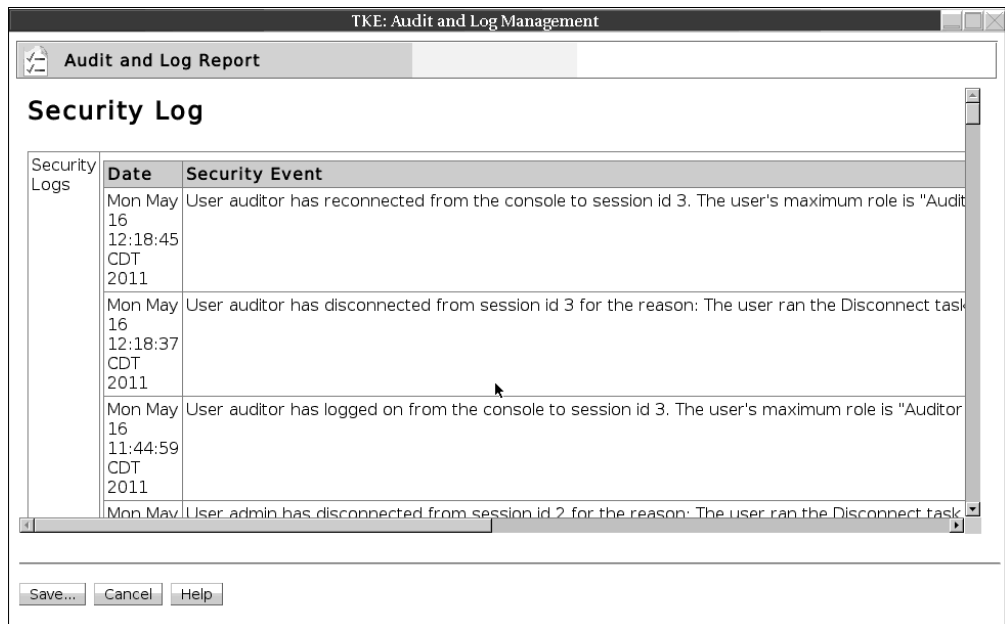 TKE: Audit and Log Management
Audit and Log Report
Security Log
Security
Logs
Date
Security Event
Mon May
16
12:18:45
CDT
2011
User auditor has reconnected from the console to session id 3. The user's maximum role is "Audit
Mon May
16
12:18:37
CDT
2011
User auditor has disconnected from session id 3 for the reason: The user ran the Disconnect task
Mon May
16
11:44:59
CDT
2011
User auditor has logged on from the console to session id 3. The user's maximum role is "Auditor
Mon May
User admin has disconnected from session id 2 for the reason: The user ran the Disconnect task
Save...
Cancel
Help